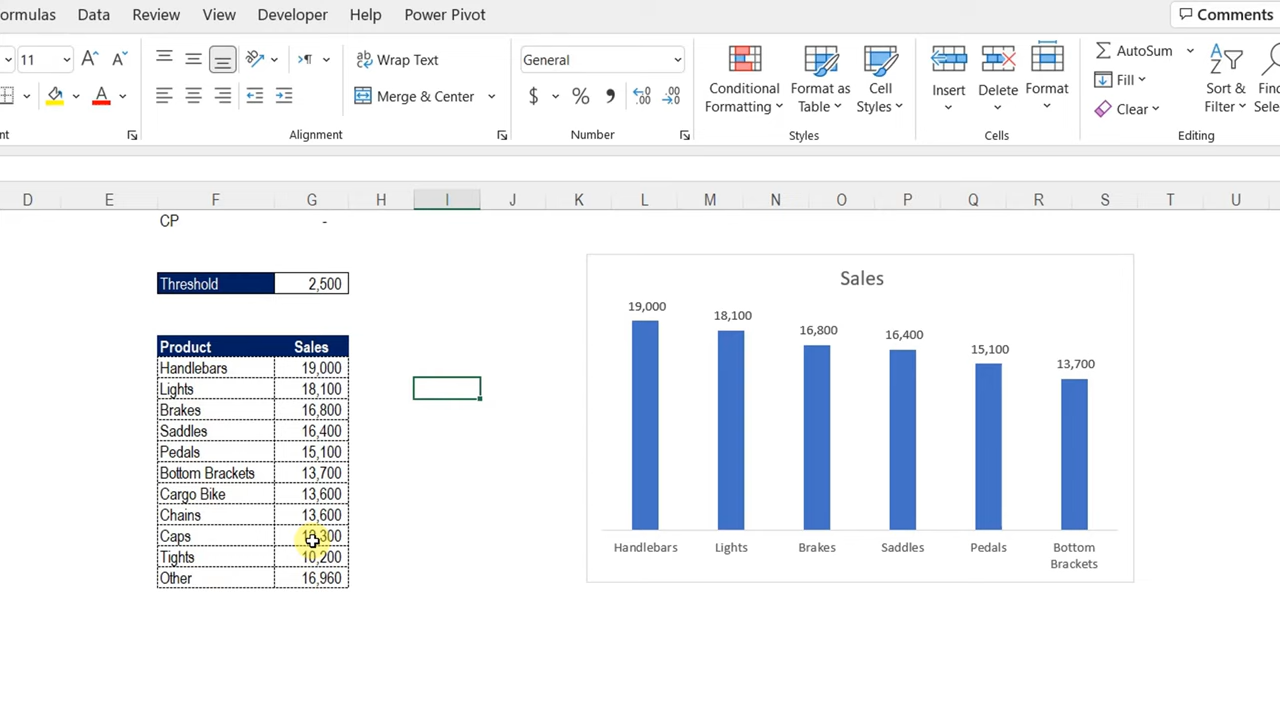 ormulas Data Review View Developer Help Power Pivot Comments
11 A A ab Wrap Text General Conditional Formatting Format as Table Cell Styles Insert Delete Format AutoSum Sort & Filter
A Merge & Center $ % Fill
Clear
Alignment Number Styles Cells Editing
D E F G H I J K L M N O P Q R S T U
CP -
Threshold 2,500
Product Sales
Handlebars 19,000
Lights 18,100
Brakes 16,800
Saddles 16,400
Pedals 15,100
Bottom Brackets 13,700
Cargo Bike 13,600
Chains 13,600
Caps
Tights 10,200
Other 16,960
Sales
19,000 18,100 16,800 16,400 15,100 13,700
Handlebars Lights Brakes Saddles Pedals Bottom
Brackets